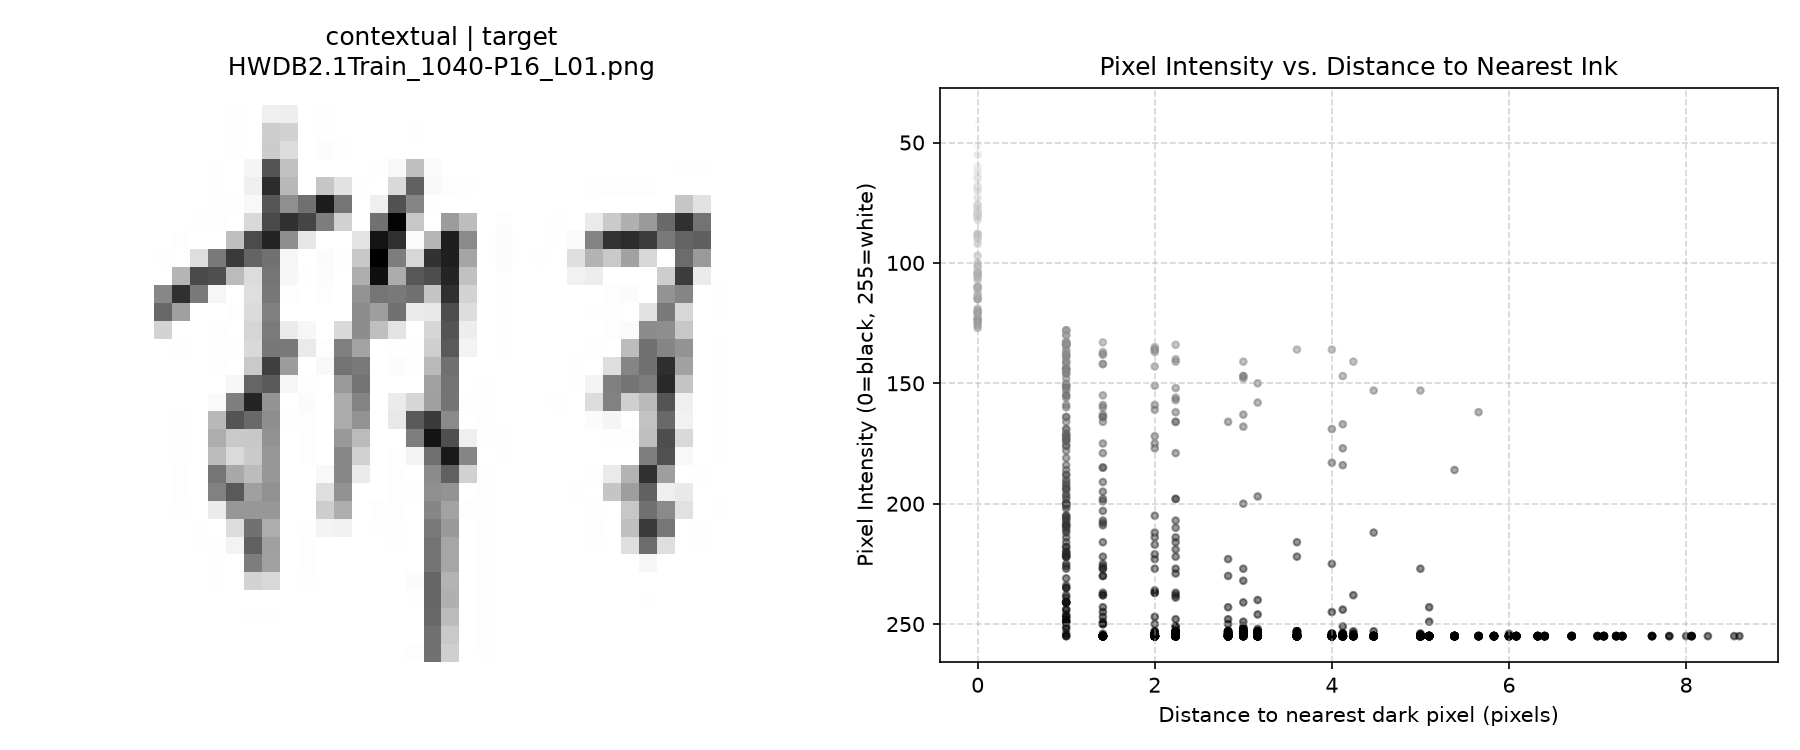 contextual | target
HWDB2.1Train_1040-P16_L01.png
Pixel Intensity vs. Distance to Nearest Ink
Pixel Intensity (0=black, 255=white)
50
100
150
200
250
0 2 4 6 8
Distance to nearest dark pixel (pixels)